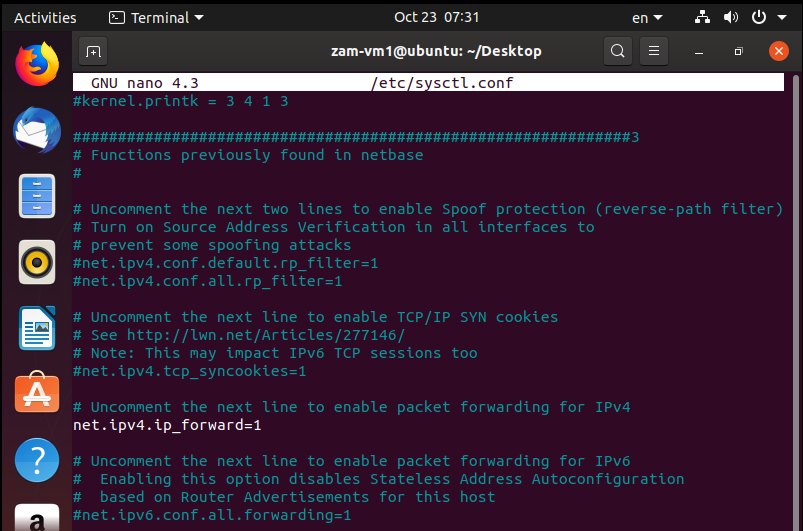 Activities Terminal Oct 23 07:31 en
zam-vm1@ubuntu: ~/Desktop
GNU nano 4.3 /etc/sysctl.conf
#kernel.printk = 3 4 1 3
##############################################################3
# Functions previously found in netbase
#
# Uncomment the next two lines to enable Spoof protection (reverse-path filter)
# Turn on Source Address Verification in all interfaces to
# prevent some spoofing attacks
#net.ipv4.conf.default.rp_filter=1
#net.ipv4.conf.all.rp_filter=1
# Uncomment the next line to enable TCP/IP SYN cookies
# See http://lwn.net/Articles/277146/
# Note: This may impact IPv6 TCP sessions too
#net.ipv4.tcp_syncookies=1
# Uncomment the next line to enable packet forwarding for IPv4
net.ipv4.ip_forward=1
# Uncomment the next line to enable packet forwarding for IPv6
#  Enabling this option disables Stateless Address Autoconfiguration
#  based on Router Advertisements for this host
#net.ipv6.conf.all.forwarding=1
?
a